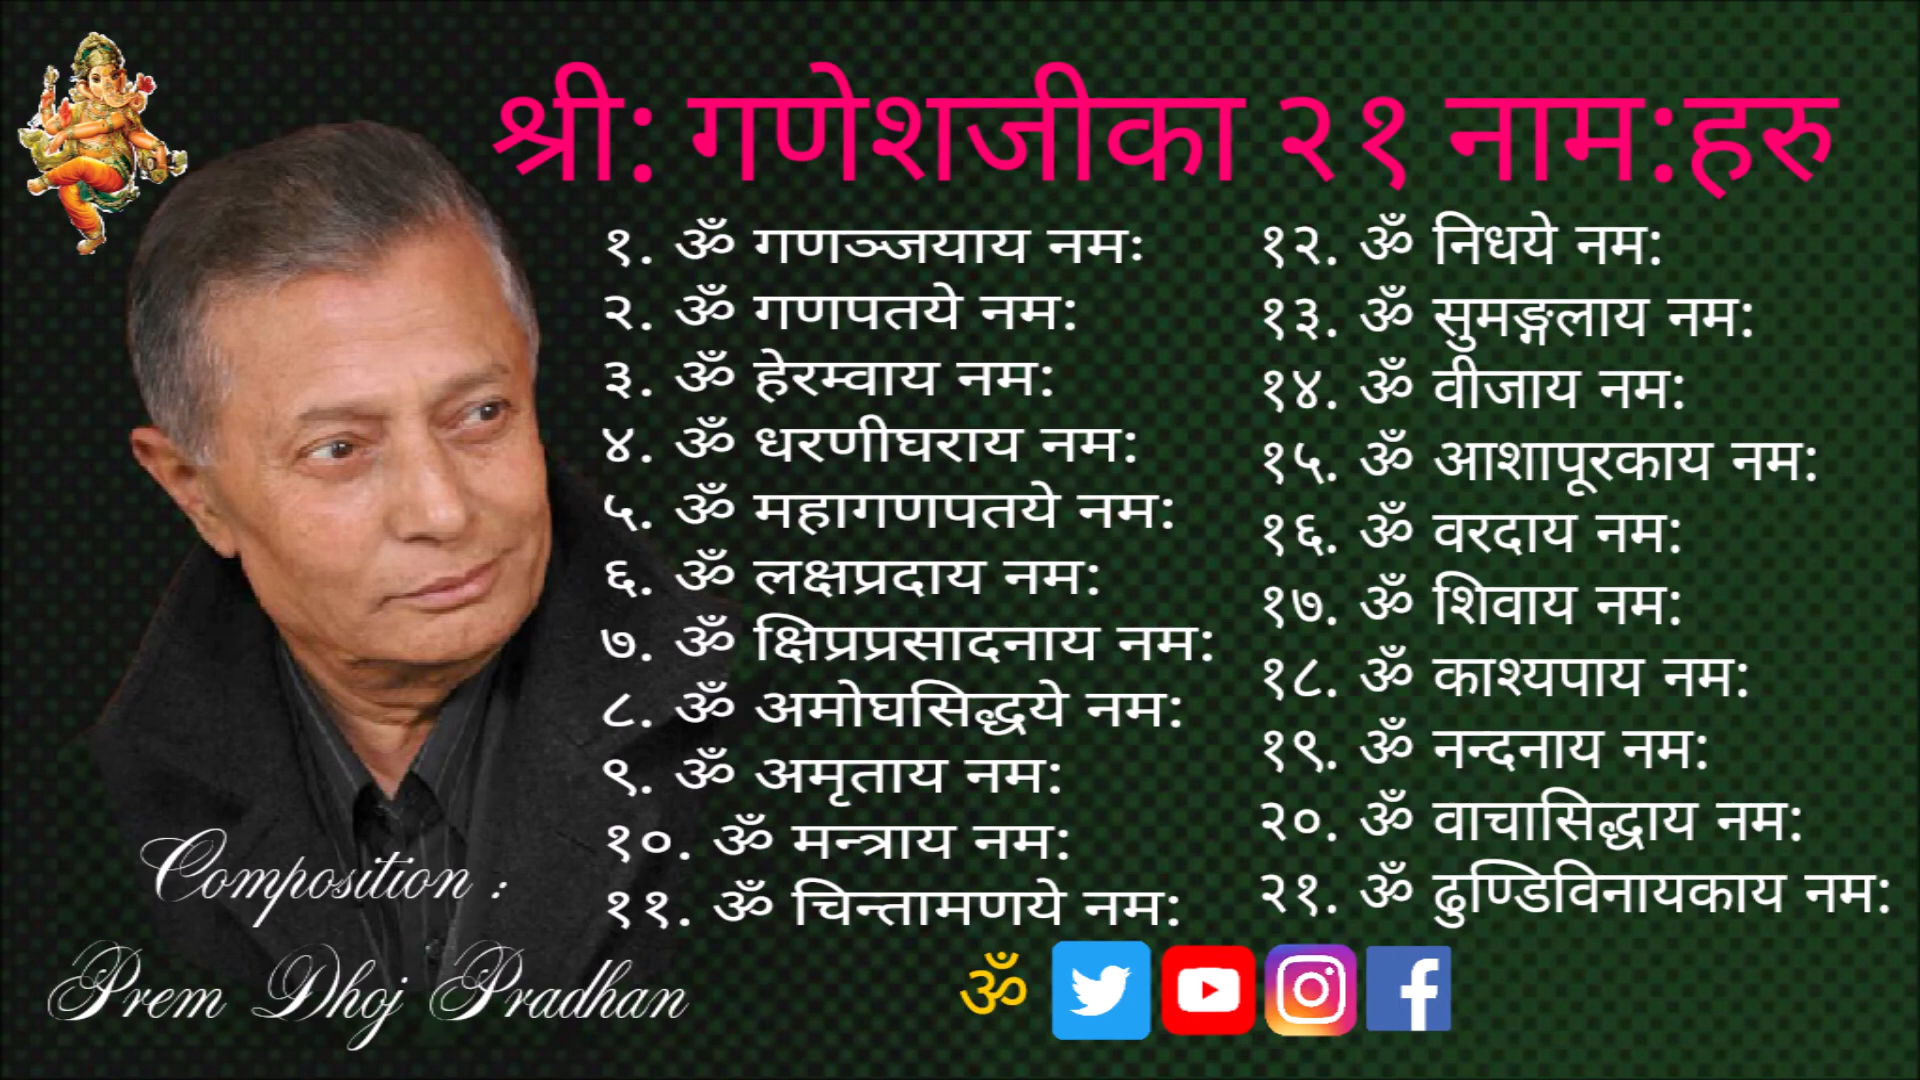 श्री: गणेशजीका २१ नाम:हरु
१. ॐ गणञ्जयाय नमः
२. ॐ गणपतये नम:
३. ॐ हेरम्वाय नम:
४. ॐ धरणीघराय नम:
५. ॐ महागणपतये नम:
६. ॐ लक्षप्रदाय नम:
७. ॐ क्षिप्रप्रसादनाय नम:
८. ॐ अमोघसिद्धये नम:
९. ॐ अमृताय नम:
१०. ॐ मन्त्राय नम:
११. ॐ चिन्तामणये नम:
१२. ॐ निधये नम:
१३. ॐ सुमङ्गलाय नम:
१४. ॐ वीजाय नम:
१५. ॐ आशापूरकाय नम:
१६. ॐ वरदाय नम:
१७. ॐ शिवाय नम:
१८. ॐ काश्यपाय नम:
१९. ॐ नन्दनाय नम:
२०. ॐ वाचासिद्धाय नम:
२१. ॐ ढुण्डिविनायकाय नम:
Composition :
Prem Dhoj Pradhan
ॐ